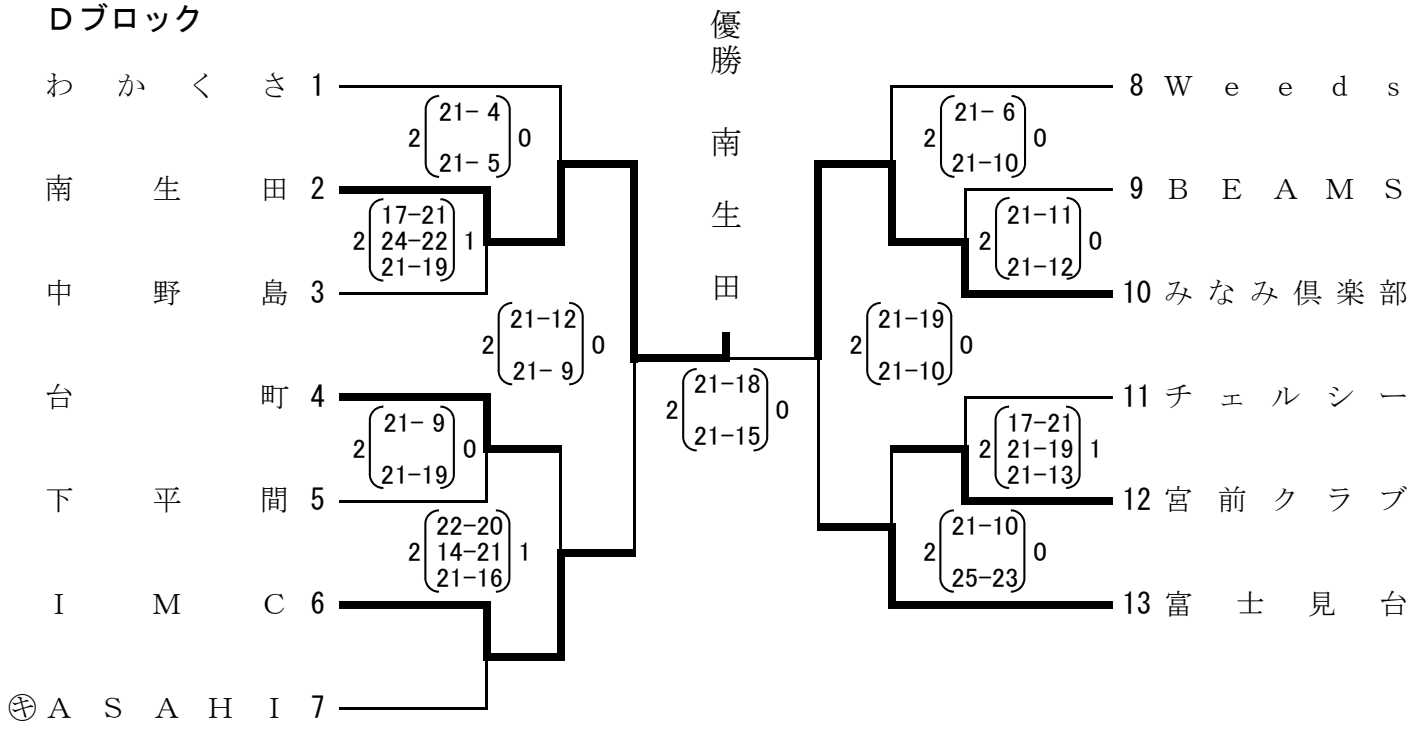 Dブロック
優勝 南生田
わかくさ 1
2 21-4 21-5 0
南生田 2
2 17-21 24-22 21-19 1
中野島 3
2 21-12 21-9 0
台町 4
2 21-9 21-19 0
下平間 5
2 22-20 14-21 21-16 1
IMC 6
㋖ASAHI 7
2 21-18 21-15 0
8 Weeds
2 21-6 21-10 0
9 BEAMS
2 21-11 21-12 0
10 みなみ倶楽部
2 21-19 21-10 0
11 チェルシー
2 17-21 21-19 21-13 1
12 宮前クラブ
2 21-10 25-23 0
13 富士見台